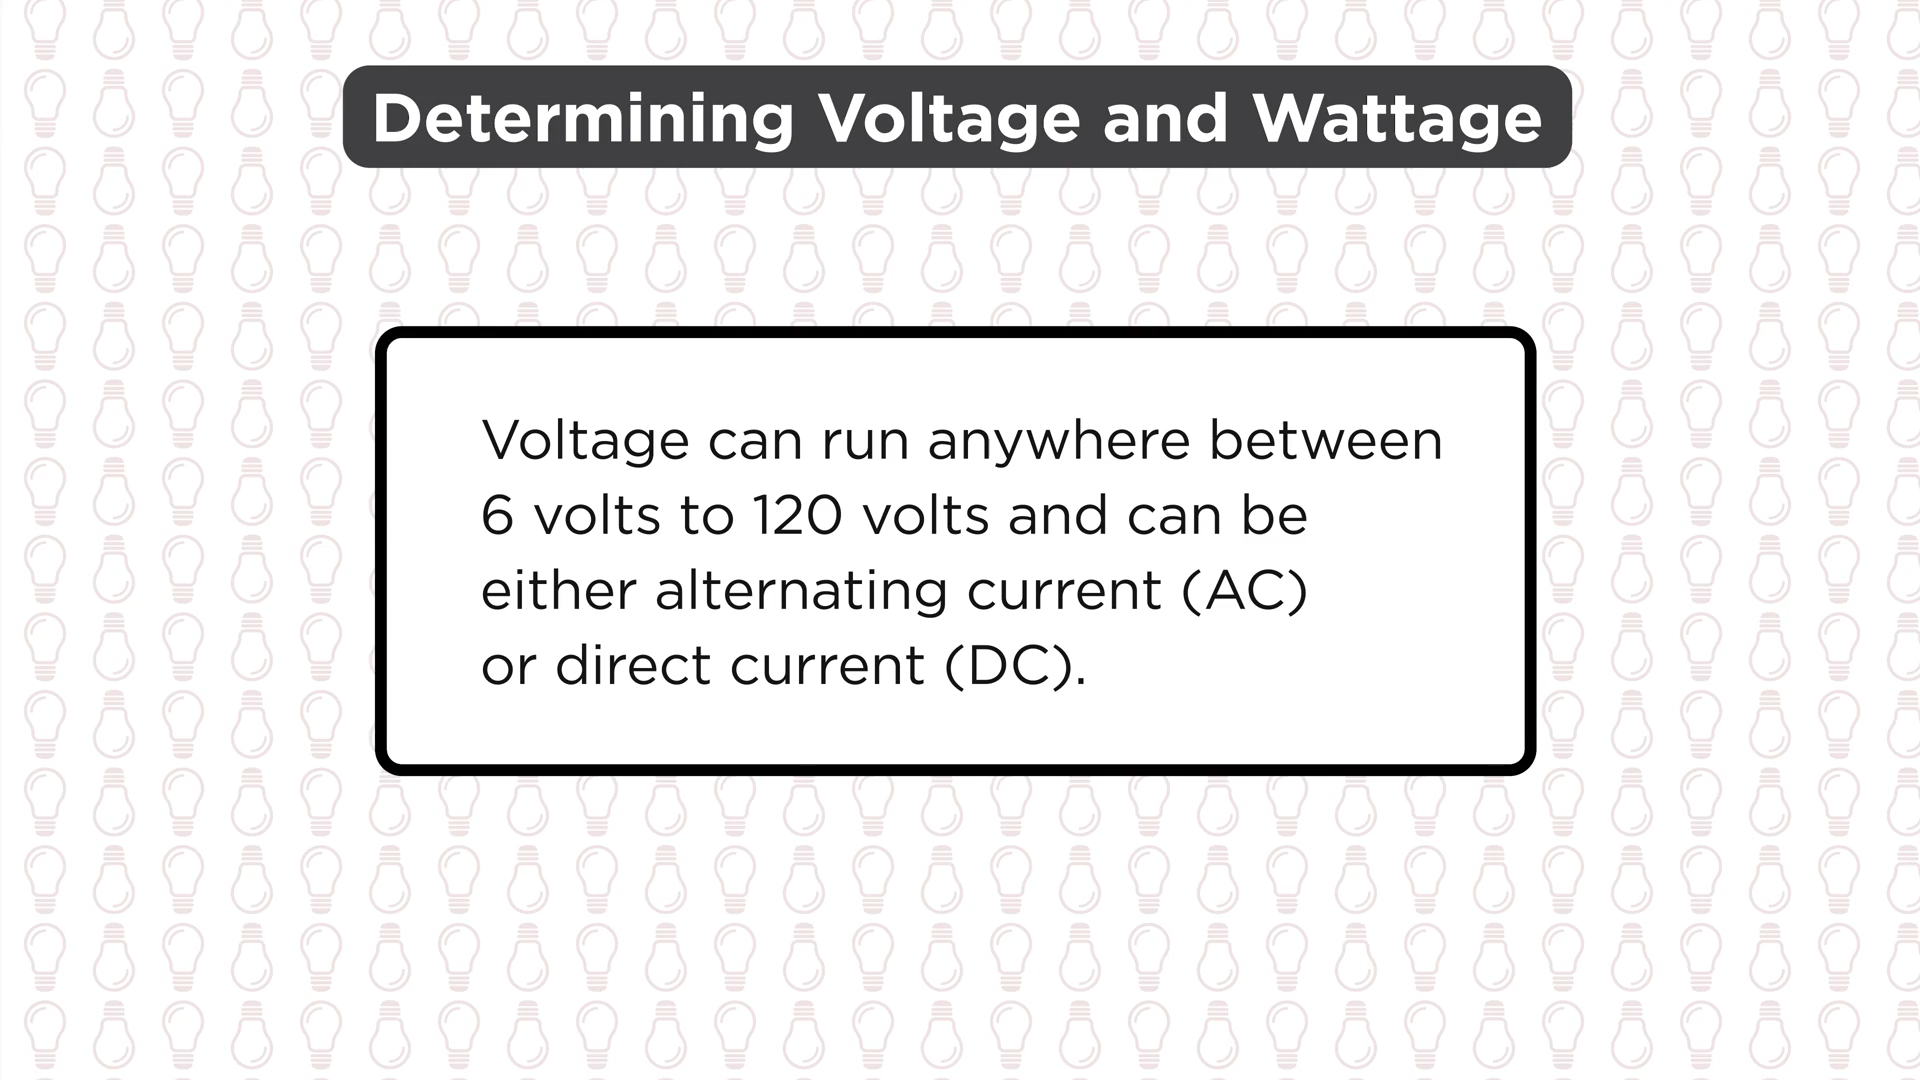 Determining Voltage and Wattage
Voltage can run anywhere between
6 volts to 120 volts and can be
either alternating current (AC)
or direct current (DC).